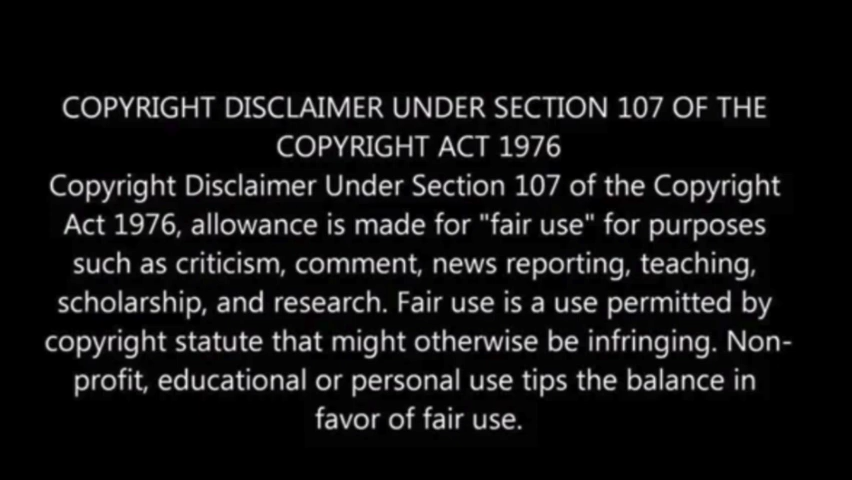 COPYRIGHT DISCLAIMER UNDER SECTION 107 OF THE
COPYRIGHT ACT 1976
Copyright Disclaimer Under Section 107 of the Copyright
Act 1976, allowance is made for "fair use" for purposes
such as criticism, comment, news reporting, teaching,
scholarship, and research. Fair use is a use permitted by
copyright statute that might otherwise be infringing. Non-
profit, educational or personal use tips the balance in
favor of fair use.